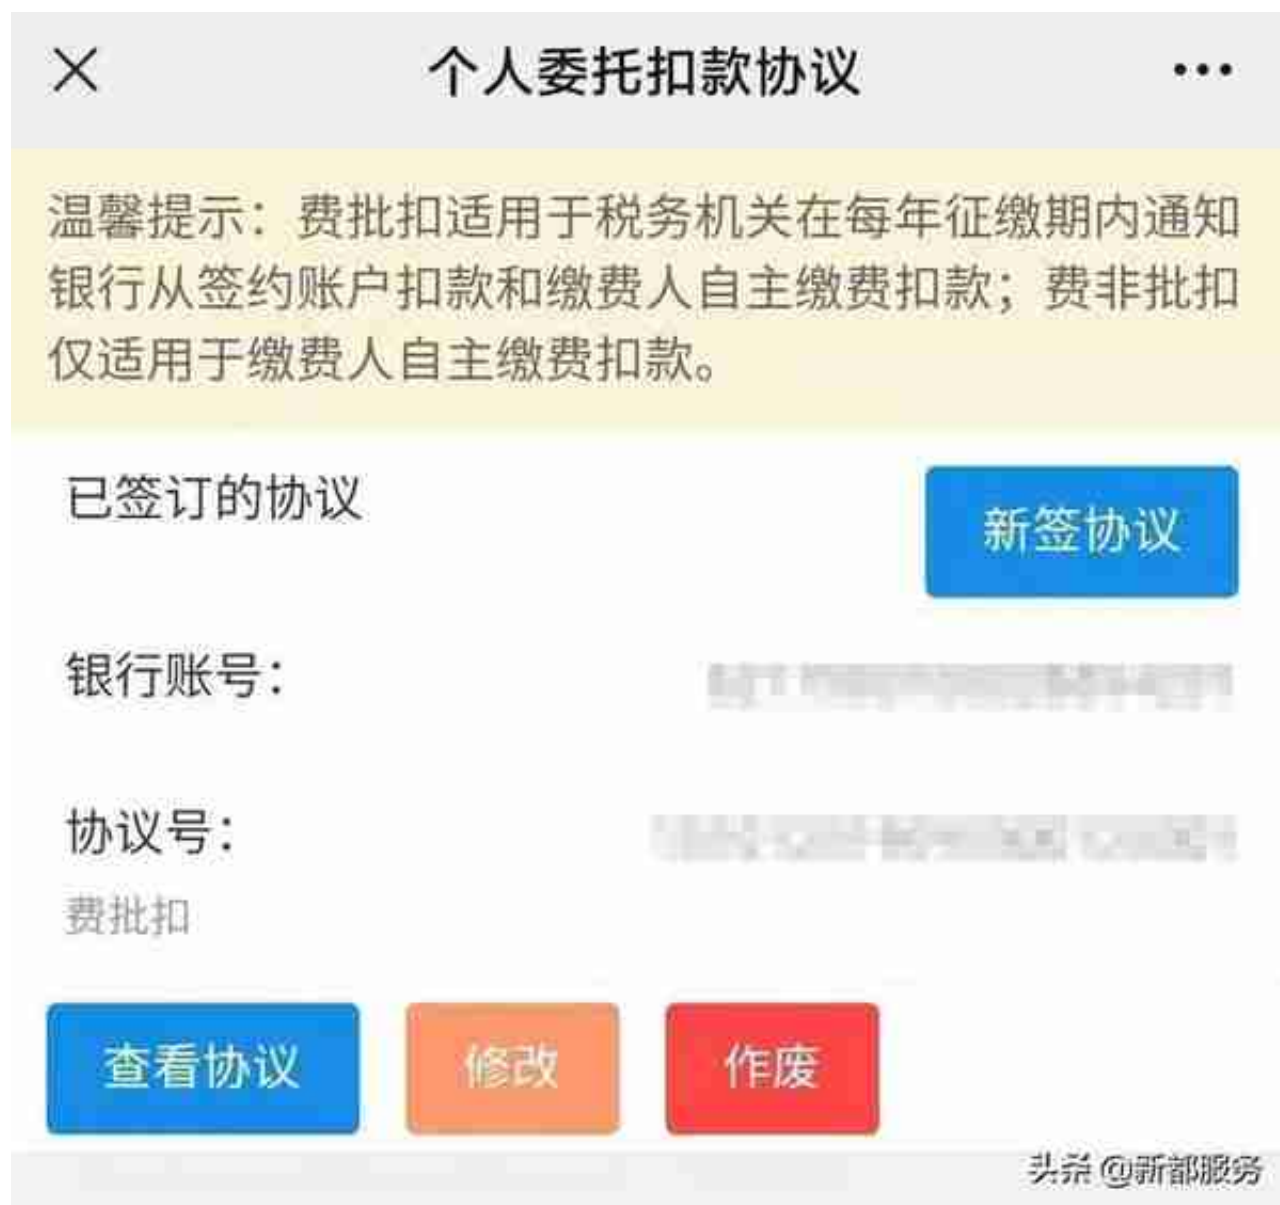 个人委托扣款协议
温馨提示：费批扣适用于税务机关在每年征缴期内通知
银行从签约账户扣款和缴费人自主缴费扣款；费非批扣
仅适用于缴费人自主缴费扣款。
已签订的协议
新签协议
银行账号：
协议号：
费批扣
查看协议 修改 作废
头条 @新都服务